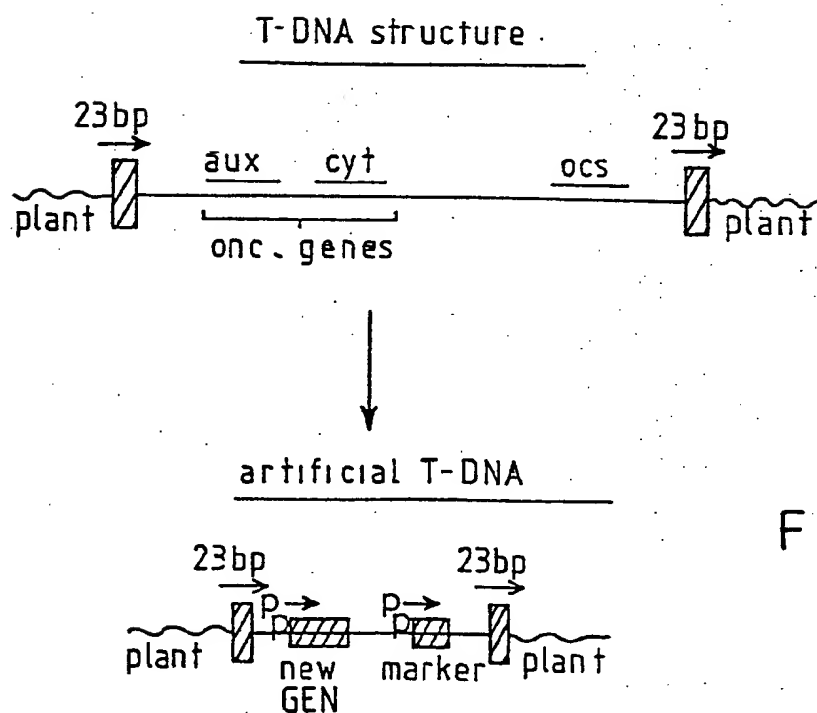 T-DNA structure
23bp
23bp
aux
cyt
ocs
plant
plant
onc. genes
artificial T-DNA
F
23bp
23bp
P
P
P
P
plant
new
GEN
marker
plant